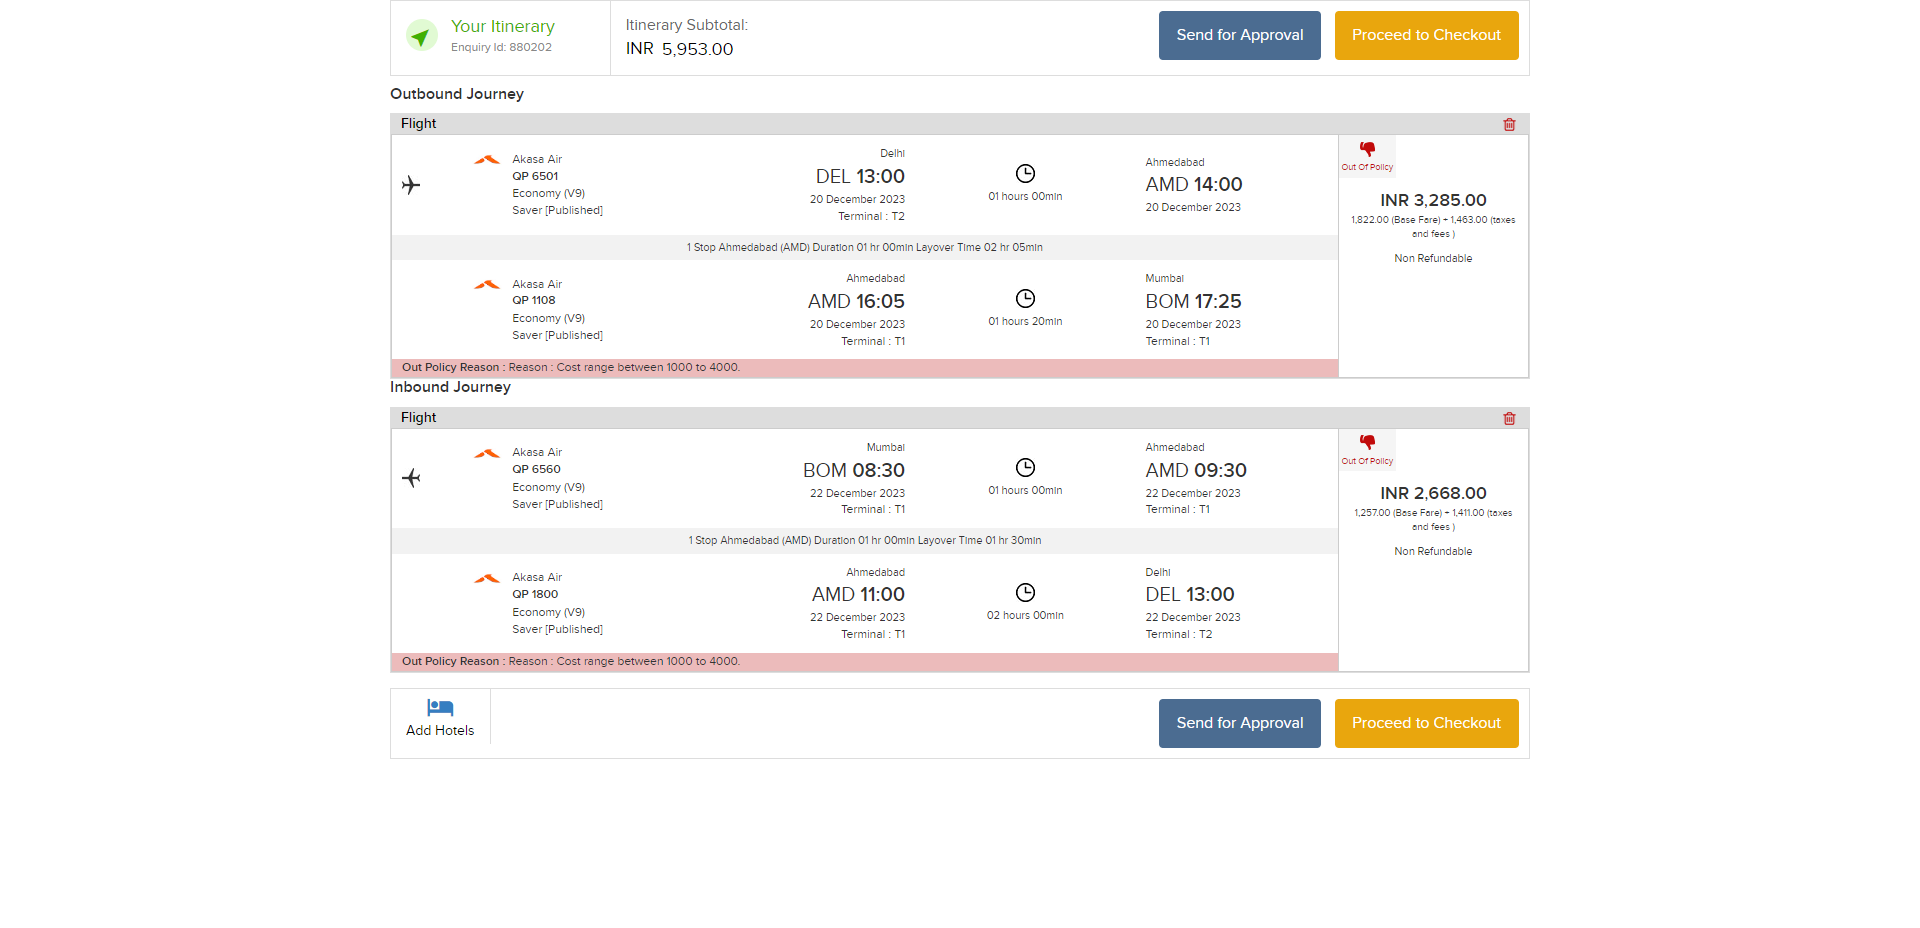 Your Itinerary
Enquiry Id: 880202
Itinerary Subtotal:
INR 5,953.00
Send for Approval
Proceed to Checkout
Outbound Journey
Flight
Akasa Air
QP 6501
Economy (V9)
Saver [Published]
Delhi
DEL 13:00
20 December 2023
Terminal : T2
01 hours 00min
Ahmedabad
AMD 14:00
20 December 2023
Out Of Policy
INR 3,285.00
1,822.00 (Base Fare) + 1,463.00 (taxes
and fees )
Non Refundable
1 Stop Ahmedabad (AMD) Duration 01 hr 00min Layover Time 02 hr 05min
Akasa Air
QP 1108
Economy (V9)
Saver [Published]
Ahmedabad
AMD 16:05
20 December 2023
Terminal : T1
01 hours 20min
Mumbai
BOM 17:25
20 December 2023
Terminal : T1
Out Policy Reason : Reason : Cost range between 1000 to 4000.
Inbound Journey
Flight
Akasa Air
QP 6560
Economy (V9)
Saver [Published]
Mumbai
BOM 08:30
22 December 2023
Terminal : T1
01 hours 00min
Ahmedabad
AMD 09:30
22 December 2023
Terminal : T1
Out Of Policy
INR 2,668.00
1,257.00 (Base Fare) + 1,411.00 (taxes
and fees )
Non Refundable
1 Stop Ahmedabad (AMD) Duration 01 hr 00min Layover Time 01 hr 30min
Akasa Air
QP 1800
Economy (V9)
Saver [Published]
Ahmedabad
AMD 11:00
22 December 2023
Terminal : T1
02 hours 00min
Delhi
DEL 13:00
22 December 2023
Terminal : T2
Out Policy Reason : Reason : Cost range between 1000 to 4000.
Add Hotels
Send for Approval
Proceed to Checkout